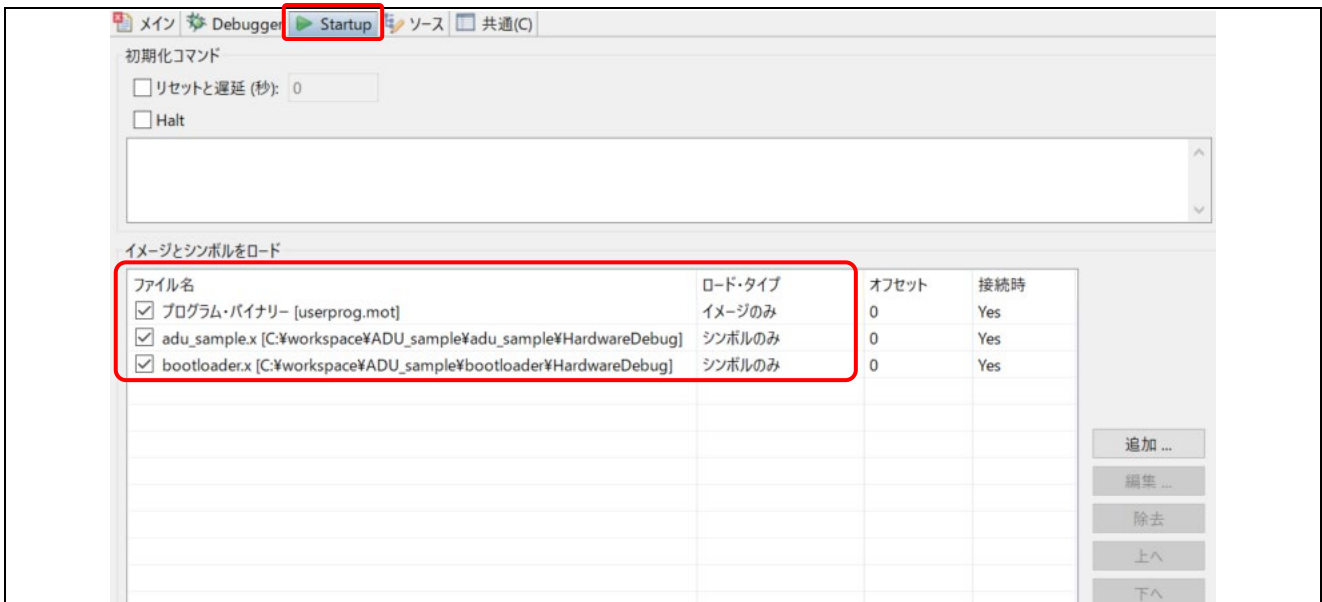 メイン Debugger Startup ソース 共通(C)
初期化コマンド
リセットと遅延 (秒): 0
Halt
イメージとシンボルをロード
ファイル名 ロード・タイプ オフセット 接続時
プログラム・バイナリー [userprog.mot] イメージのみ 0 Yes
adu_sample.x [C:¥workspace¥ADU_sample¥adu_sample¥HardwareDebug] シンボルのみ 0 Yes
bootloader.x [C:¥workspace¥ADU_sample¥bootloader¥HardwareDebug] シンボルのみ 0 Yes
追加 ...
編集 ...
除去
上へ
下へ